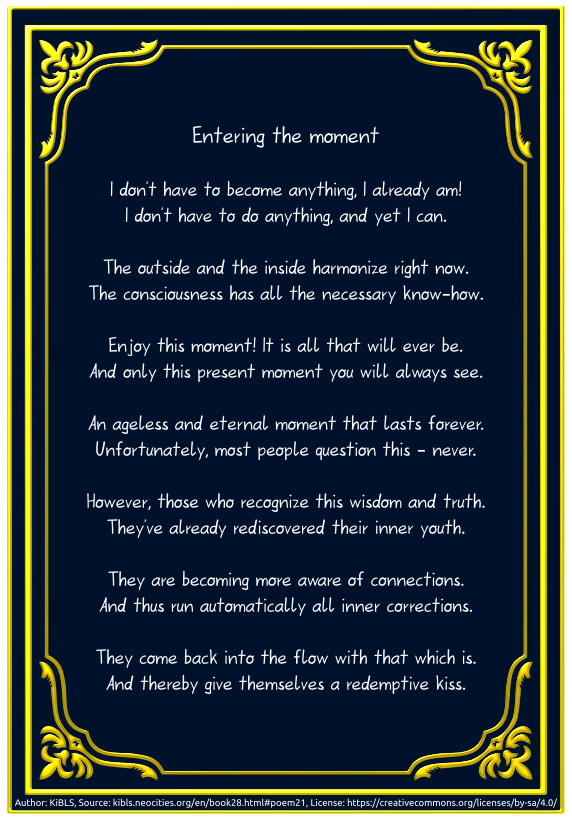 Entering the moment
I don't have to become anything, I already am!
I don't have to do anything, and yet I can.
The outside and the inside harmonize right now.
The consciousness has all the necessary know-how.
Enjoy this moment! It is all that will ever be.
And only this present moment you will always see.
An ageless and eternal moment that lasts forever.
Unfortunately, most people question this - never.
However, those who recognize this wisdom and truth.
They've already rediscovered their inner youth.
They are becoming more aware of connections.
And thus run automatically all inner corrections.
They come back into the flow with that which is.
And thereby give themselves a redemptive kiss.
Author: KiBLS, Source: kibls.neocities.org/en/book28.html#poem21, License: https://creativecommons.org/licenses/by-sa/4.0/